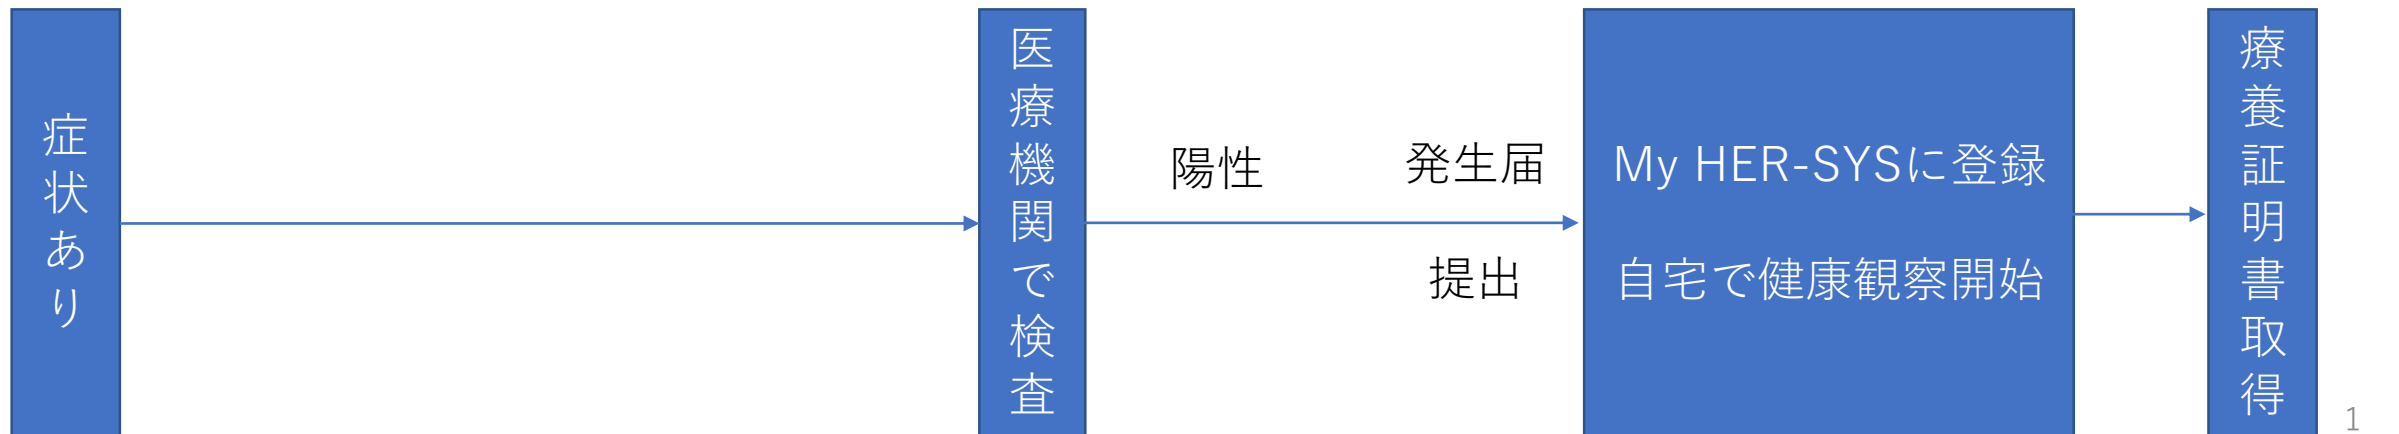 症状あり
医療機関で検査
陽性
発生届
提出
My HER-SYSに登録
自宅で健康観察開始
療養証明書取得
1